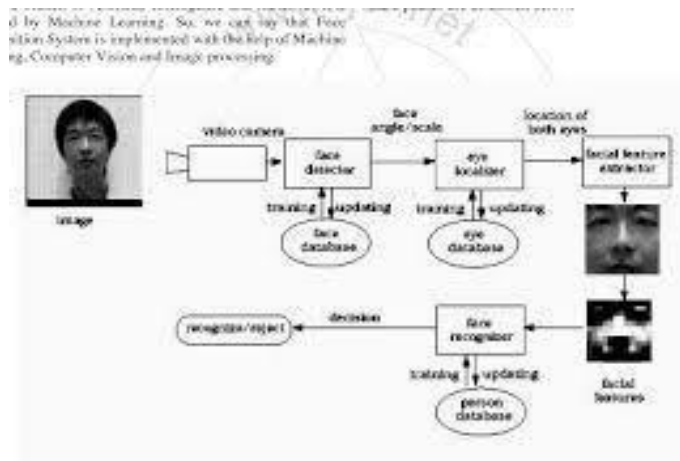 d by Machine Learning. So, we can say that Face
nition System is implemented with the help of Machine
ng, Computer Vision and Image processing.
image
video camera
face
detector
face
angle/scale
eye
localizer
location of
both eyes
facial feature
extractor
training
updating
face
database
training
updating
eye
database
recognize/reject
decision
face
recognizer
training
updating
person
database
facial
features